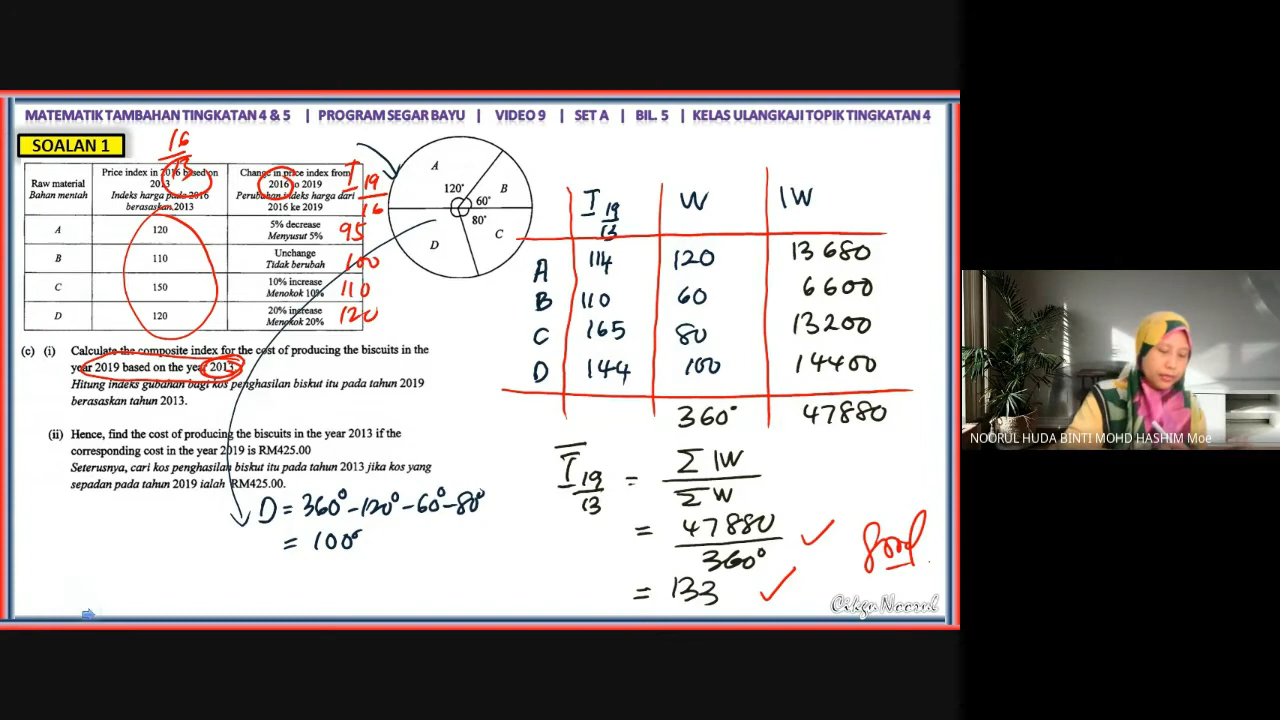 MATEMATIK TAMBAHAN TINGKATAN 4 & 5 | PROGRAM SEGAR BAYU | VIDEO 9 | SET A | BIL. 5 | KELAS ULANGKAJI TOPIK TINGKATAN 4
SOALAN 1
16
13
Raw material
Bahan mentah
Price index in 2016 based on
2013
Indeks harga pada 2016
berasaskan 2013
Change in price index from
2016 to 2019
Perubahan indeks harga dari
2016 ke 2019
I 19
16
A 120 5% decrease 95
Menyusut 5%
B 110 Unchange 100
Tidak berubah
C 150 10% increase 110
Menokok 10%
D 120 20% increase 120
Menokok 20%
A
120°
60°
B
80°
C
D
(c) (i) Calculate the composite index for the cost of producing the biscuits in the
year 2019 based on the year 2013.
Hitung indeks gubahan bagi kos penghasilan biskut itu pada tahun 2019
berasaskan tahun 2013.
(ii) Hence, find the cost of producing the biscuits in the year 2013 if the
corresponding cost in the year 2019 is RM425.00
Seterusnya, cari kos penghasilan biskut itu pada tahun 2013 jika kos yang
sepadan pada tahun 2019 ialah RM425.00.
D = 360° - 120° - 60° - 80°
= 100°
I 19 W IW
13
A 114 120 13680
B 110 60 6600
C 165 80 13200
D 144 100 14400
360° 47880
I 19 = Σ IW
13 Σ W
= 47880
360°
= 133
good
Cikgu Noorul
NOORUL HUDA BINTI MOHD HASHIM Moe